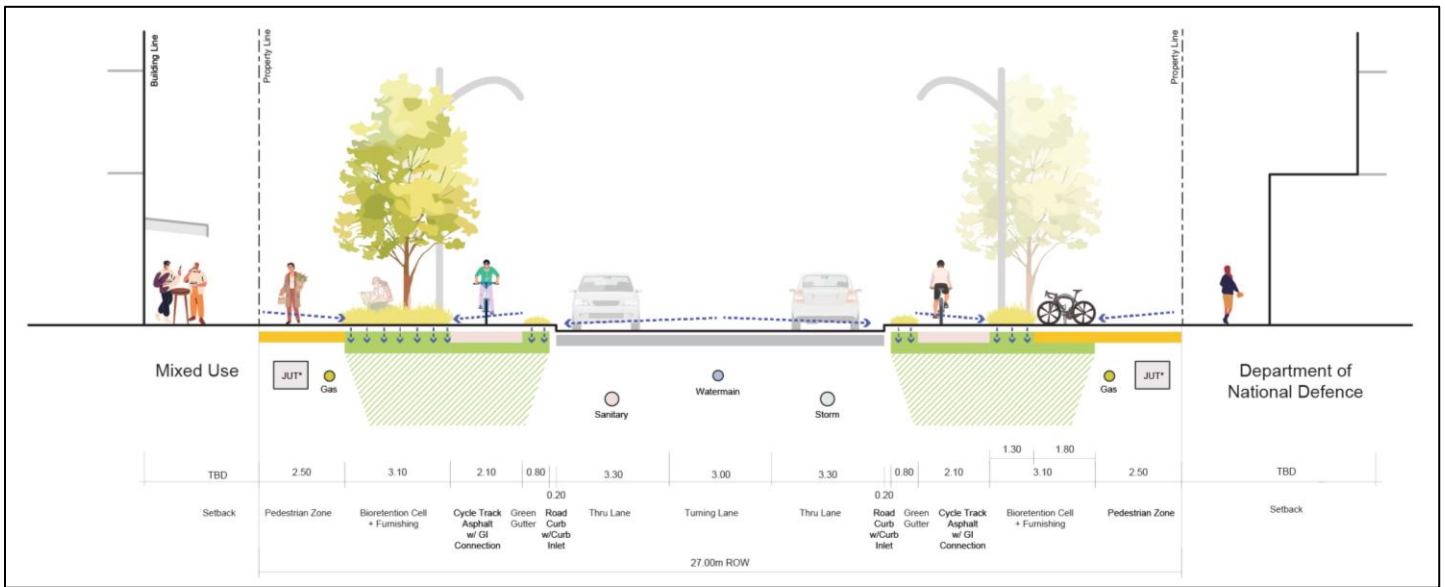 Building Line
Property Line
Property Line
Mixed Use
JUT*
Gas
Sanitary
Watermain
Storm
Gas
JUT*
Department of
National Defence
1.30 1.80
TBD 2.50 3.10 2.10 0.80 3.30 3.00 3.30 0.80 2.10 3.10 2.50 TBD
0.20 0.20
Setback
Pedestrian Zone
Bioretention Cell
+ Furnishing
Cycle Track
Asphalt
w/ GI
Connection
Green
Gutter
Road
Curb
w/Curb
Inlet
Thru Lane
Turning Lane
Thru Lane
Road
Curb
w/Curb
Inlet
Green
Gutter
Cycle Track
Asphalt
w/ GI
Connection
Bioretention Cell
+ Furnishing
Pedestrian Zone
Setback
27.00m ROW